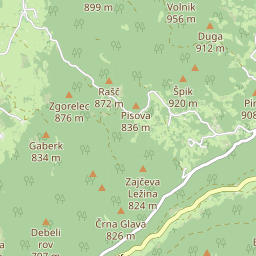 899 m
Volnik
956 m
Duga
912 m
Rašč
872 m
Špik
920 m
Zgorelec
876 m
Pisova
836 m
908
Gaberk
834 m
Zajčeva
Ležina
824 m
Črna Glava
826 m
Debeli
rov